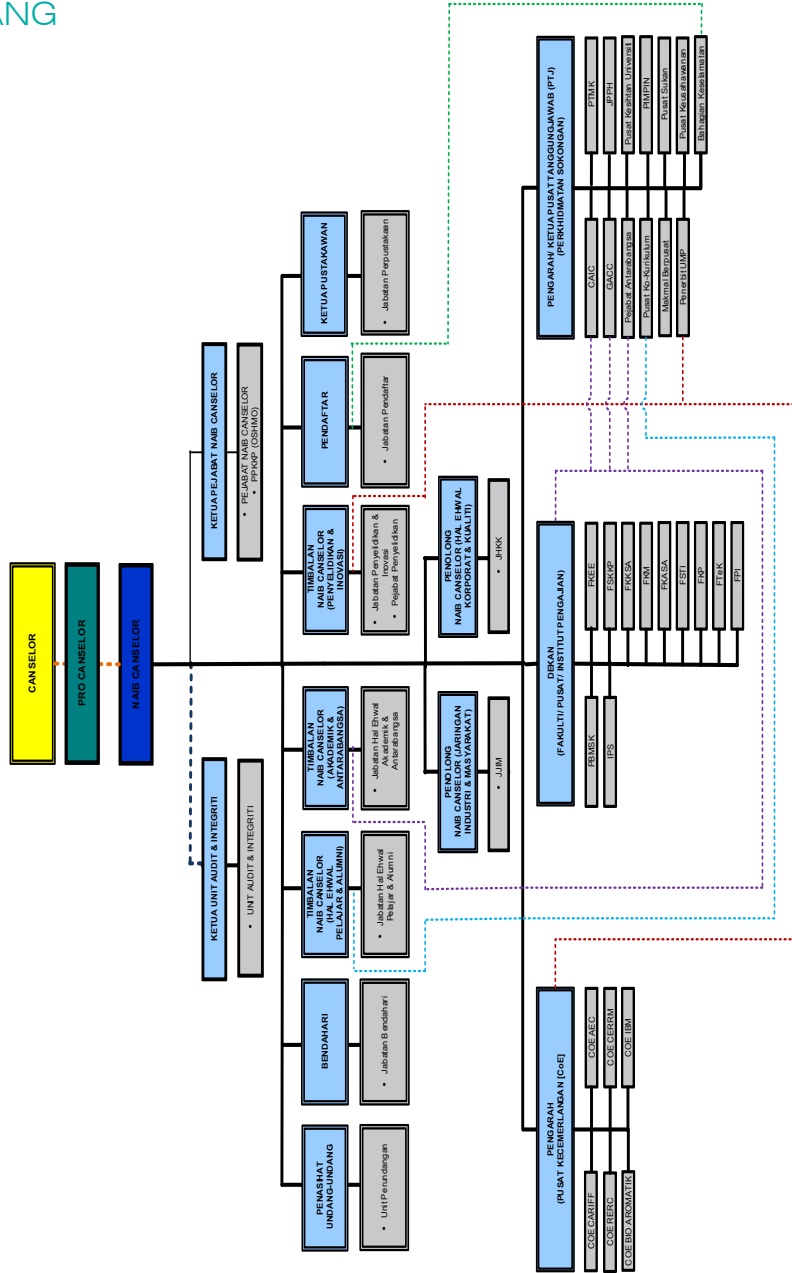 ANG
CANSELOR
PRO CANSELOR
NAIB CANSELOR
KETUA UNIT AUDIT & INTEGRITI
• UNIT AUDIT & INTEGRITI
KETUA PEJABAT NAIB CANSELOR
• PEJABAT NAIB CANSELOR
• PPKKP (OSHMO)
PENASIHAT
UNDANG-UNDANG
• Unit Perundangan
BENDAHARI
• Jabatan Bendahari
TIMBALAN
NAIB CANSELOR
(HAL EHWAL
PELAJAR & ALUMNI)
• Jabatan Hal Ehwal
Pelajar & Alumni
TIMBALAN
NAIB CANSELOR
(AKADEMIK &
ANTARABANGSA)
• Jabatan Hal Ehwal
Akademik &
Antarabangsa
TIMBALAN
NAIB CANSELOR
(PENYELIDIKAN &
INOVASI)
• Jabatan Penyelidikan &
Inovasi
• Pejabat Penyelidikan
PENDAFTAR
• Jabatan Pendaftar
KETUA PUSTAKAWAN
• Jabatan Perpustakaan
PENOLONG
NAIB CANSELOR (JARINGAN
INDUSTRI & MASYARAKAT)
• JJIM
PENOLONG
NAIB CANSELOR (HAL EHWAL
KORPORAT & KUALITI)
• JHKK
PENGARAH
(PUSAT KECEMERLANGAN [CoE]
COE CARIFF
COE AEC
COE RERC
COE CERRM
COE BIO AROMATIK
COE IBM
DEKAN
(FAKULTI/ PUSAT/ INSTITUT PENGAJIAN)
PBMSK
FKEE
IPS
FSKKP
FKKSA
FKM
FKASA
FSTI
FKP
FTeK
FPI
PENGARAH/ KETUA PUSAT TANGGUNGJAWAB (PTJ)
(PERKHIDMATAN SOKONGAN)
CAIC
PTMK
GACC
JPPH
Pejabat Antarabangsa
Pusat Kesihtan Universiti
Pusat Ko-Kurikulum
PIMPIN
Makmal Berpusat
Pusat Sukan
Penerbit UMP
Pusat Keusahawanan
Bahagian Keselamatan